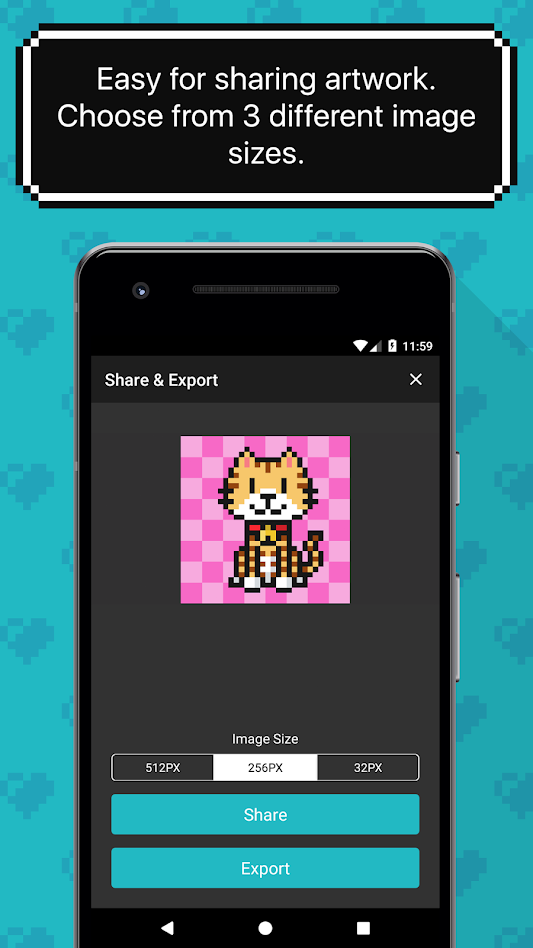 Easy for sharing artwork.
Choose from 3 different image
sizes.
11:59
Share & Export
Image Size
512PX 256PX 32PX
Share
Export